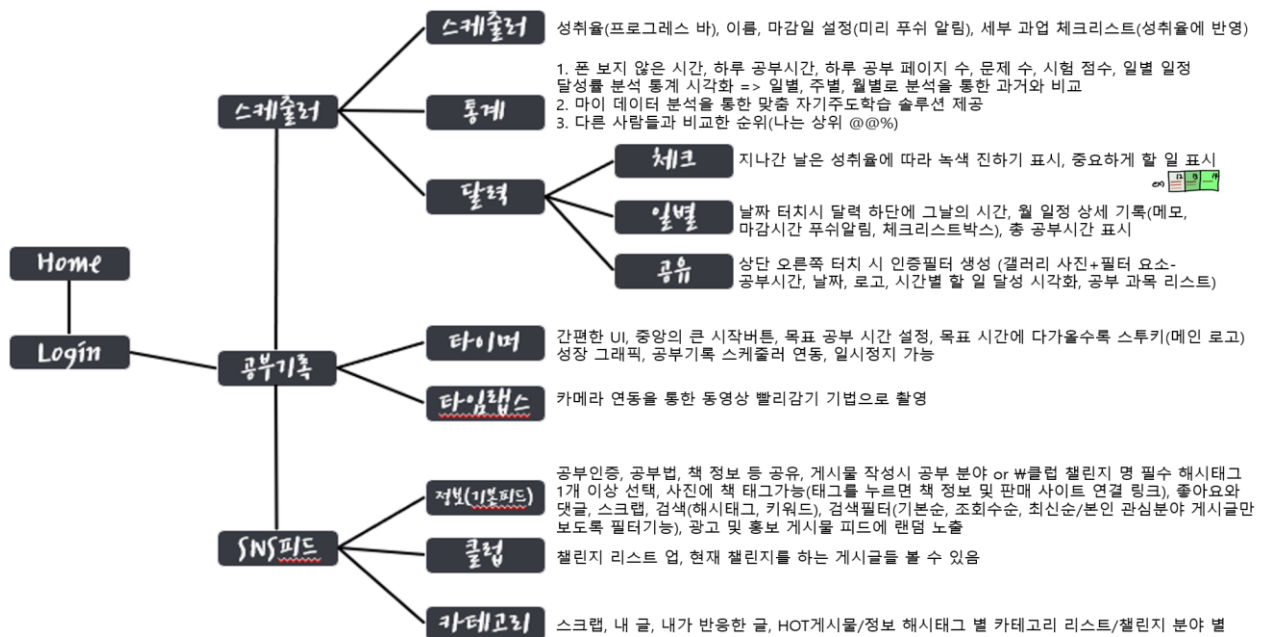 스케줄러
성취율(프로그레스 바), 이름, 마감일 설정(미리 푸쉬 알림), 세부 과업 체크리스트(성취율에 반영)
스케줄러
통계
1. 폰 보지 않은 시간, 하루 공부시간, 하루 공부 페이지 수, 문제 수, 시험 점수, 일별 일정
달성률 분석 통계 시각화 => 일별, 주별, 월별로 분석을 통한 과거와 비교
2. 마이 데이터 분석을 통한 맞춤 자기주도학습 솔루션 제공
3. 다른 사람들과 비교한 순위(나는 상위 @@%)
달력
체크
지나간 날은 성취율에 따라 녹색 진하기 표시, 중요하게 할 일 표시
ex)
일별
날짜 터치시 달력 하단에 그날의 시간, 월 일정 상세 기록(메모,
마감시간 푸쉬알림, 체크리스트박스), 총 공부시간 표시
공유
상단 오른쪽 터치 시 인증필터 생성 (갤러리 사진+필터 요소-
공부시간, 날짜, 로고, 시간별 할 일 달성 시각화, 공부 과목 리스트)
Home
Login
공부기록
타이머
간편한 UI, 중앙의 큰 시작버튼, 목표 공부 시간 설정, 목표 시간에 다가올수록 스투키(메인 로고)
성장 그래픽, 공부기록 스케줄러 연동, 일시정지 가능
타임랩스
카메라 연동을 통한 동영상 빨리감기 기법으로 촬영
SNS피드
정보(기본피드)
공부인증, 공부법, 책 정보 등 공유, 게시물 작성시 공부 분야 or ₩클럽 챌린지 명 필수 해시태그
1개 이상 선택, 사진에 책 태그가능(태그를 누르면 책 정보 및 판매 사이트 연결 링크), 좋아요와
댓글, 스크랩, 검색(해시태그, 키워드), 검색필터(기본순, 조회수순, 최신순/본인 관심분야 게시글만
보도록 필터기능), 광고 및 홍보 게시물 피드에 랜덤 노출
클럽
챌린지 리스트 업, 현재 챌린지를 하는 게시글들 볼 수 있음
카테고리
스크랩, 내 글, 내가 반응한 글, HOT게시물/정보 해시태그 별 카테고리 리스트/챌린지 분야 별